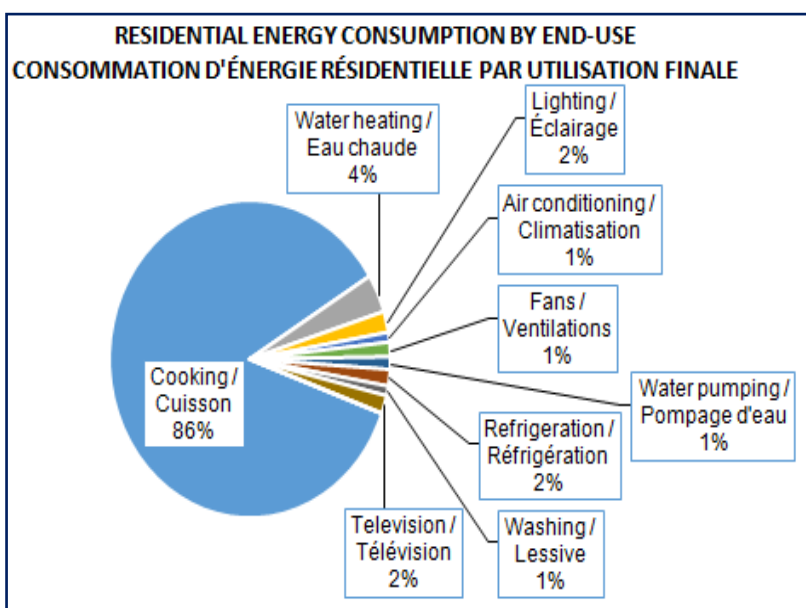 RESIDENTIAL ENERGY CONSUMPTION BY END-USE
CONSOMMATION D'ÉNERGIE RÉSIDENTIELLE PAR UTILISATION FINALE
Water heating /
Eau chaude
4%
Lighting /
Éclairage
2%
Air conditioning /
Climatisation
1%
Fans /
Ventilations
1%
Water pumping /
Pompage d'eau
1%
Refrigeration /
Réfrigération
2%
Washing /
Lessive
1%
Television /
Télévision
2%
Cooking /
Cuisson
86%